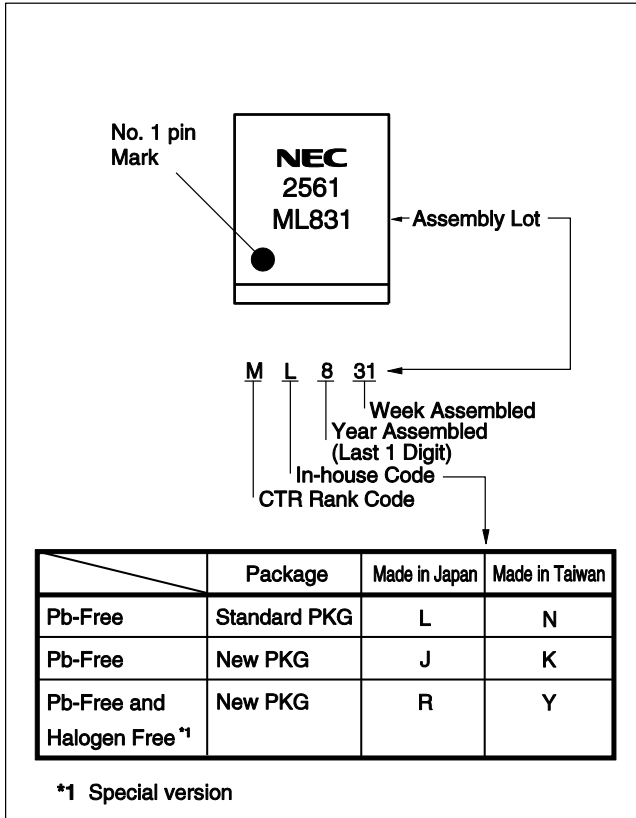 No. 1 pin
Mark
NEC
2561
ML831
Assembly Lot
M L 8 31
Week Assembled
Year Assembled
(Last 1 Digit)
In-house Code
CTR Rank Code
Package Made in Japan Made in Taiwan
Pb-Free Standard PKG L N
Pb-Free New PKG J K
Pb-Free and New PKG R Y
Halogen Free *1
*1 Special version